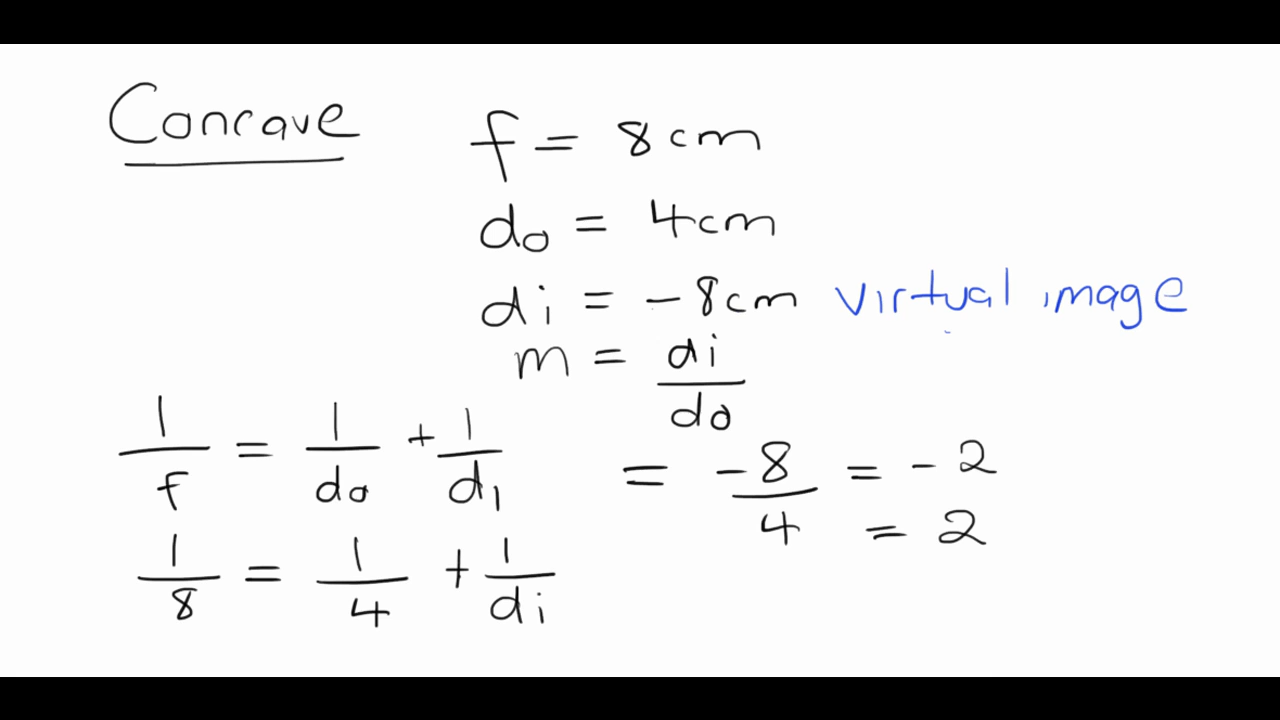 Concave
f = 8cm
do = 4cm
di = -8cm virtual image
m = di/do
1/f = 1/do + 1/di
= -8/4 = -2
= 2
1/8 = 1/4 + 1/di